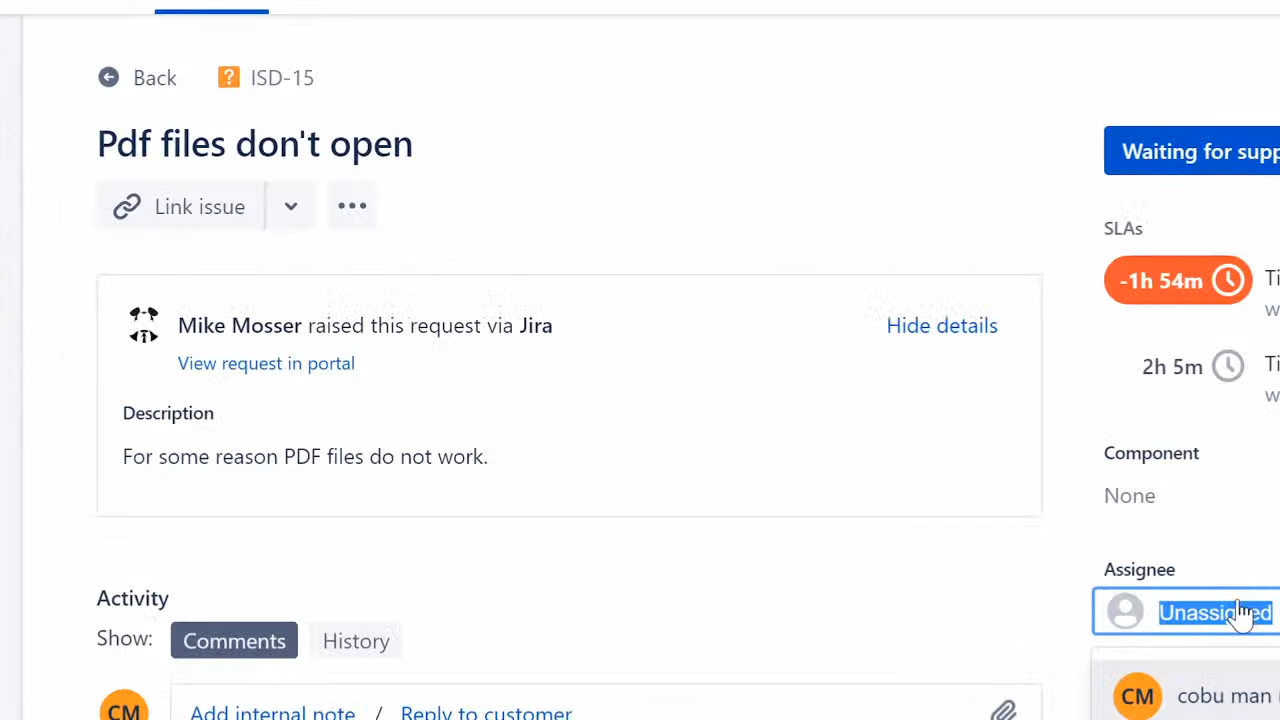 Back
? ISD-15
Pdf files don't open
Link issue
Mike Mosser raised this request via Jira
Hide details
View request in portal
Description
For some reason PDF files do not work.
Activity
Show: Comments History
CM
Add internal note / Reply to customer
Waiting for
SLAs
-1h 54m
2h 5m
Component
None
Assignee
Unassigned
CM cobu man